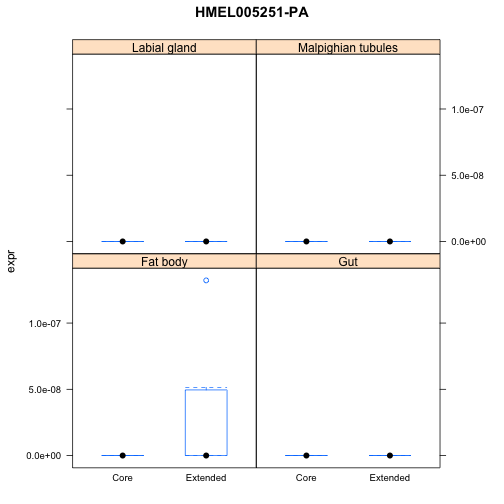 HMEL005251-PA
Labial gland Malpighian tubules
1.0e-07
5.0e-08
0.0e+00
expr
Fat body Gut
1.0e-07
5.0e-08
0.0e+00
Core Extended Core Extended